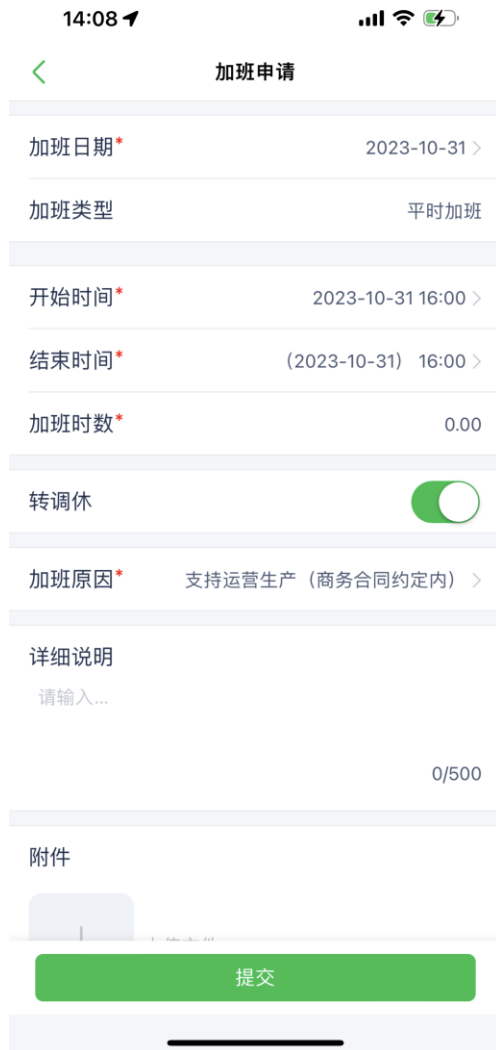 14:08
加班申请
加班日期* 2023-10-31
加班类型 平时加班
开始时间* 2023-10-31 16:00
结束时间* (2023-10-31) 16:00
加班时数* 0.00
转调休
加班原因* 支持运营生产（商务合同约定内）
详细说明
请输入...
0/500
附件
提交